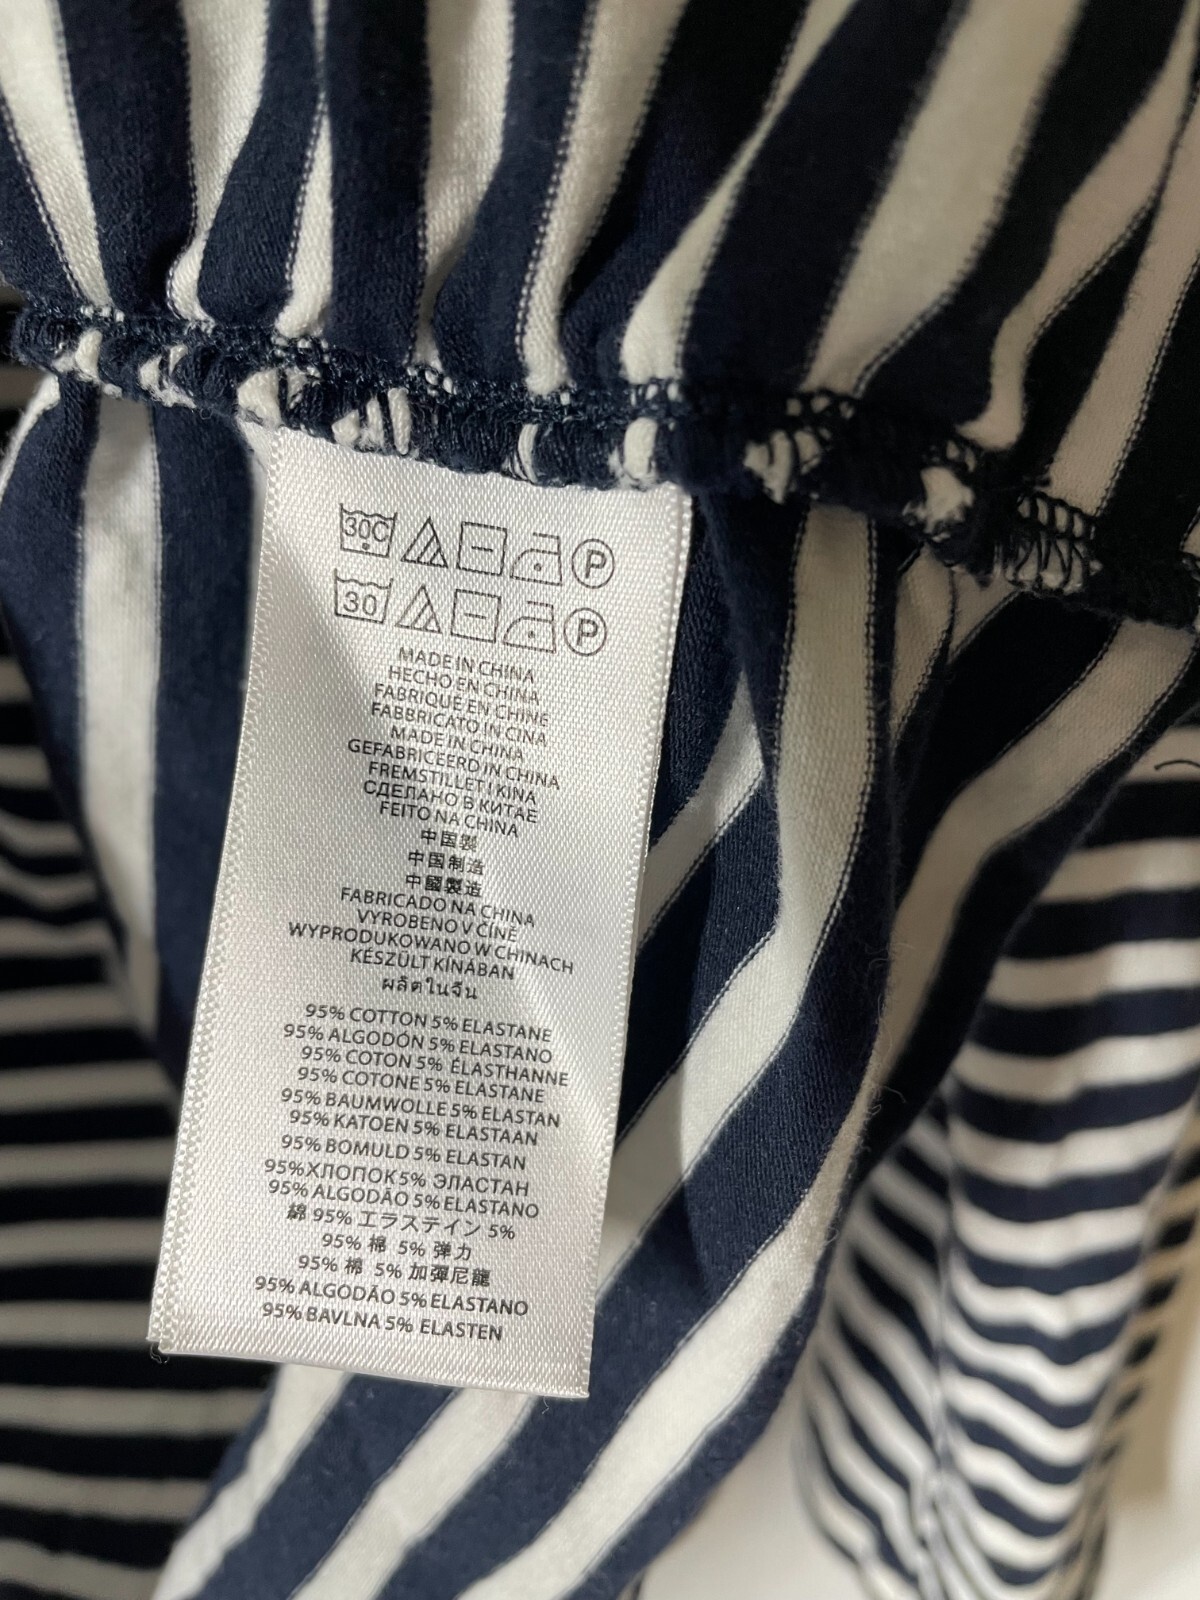 30C P
30 P
MADE IN CHINA
HECHO EN CHINA
FABRIQUÉ EN CHINE
FABBRICATO IN CINA
MADE IN CHINA
GEFABRICEERD IN CHINA
FREMSTILLET I KINA
СДЕЛАНО В КИТАЕ
FEITO NA CHINA
中国製
中国制造
中國製造
FABRICADO NA CHINA
VYROBENO V ČÍNĚ
WYPRODUKOWANO W CHINACH
KÉSZÜLT KÍNÁBAN
ผลิตในจีน
95% COTTON 5% ELASTANE
95% ALGODÓN 5% ELASTANO
95% COTON 5% ÉLASTHANNE
95% COTONE 5% ELASTANE
95% BAUMWOLLE 5% ELASTAN
95% KATOEN 5% ELASTAAN
95% BOMULD 5% ELASTAN
95% ХЛОПОК 5% ЭЛАСТАН
95% ALGODÃO 5% ELASTANO
綿 95% エラステイン 5%
95% 棉 5% 弹力
95% 棉 5% 加彈尼龍
95% ALGODÃO 5% ELASTANO
95% BAVLNA 5% ELASTEN